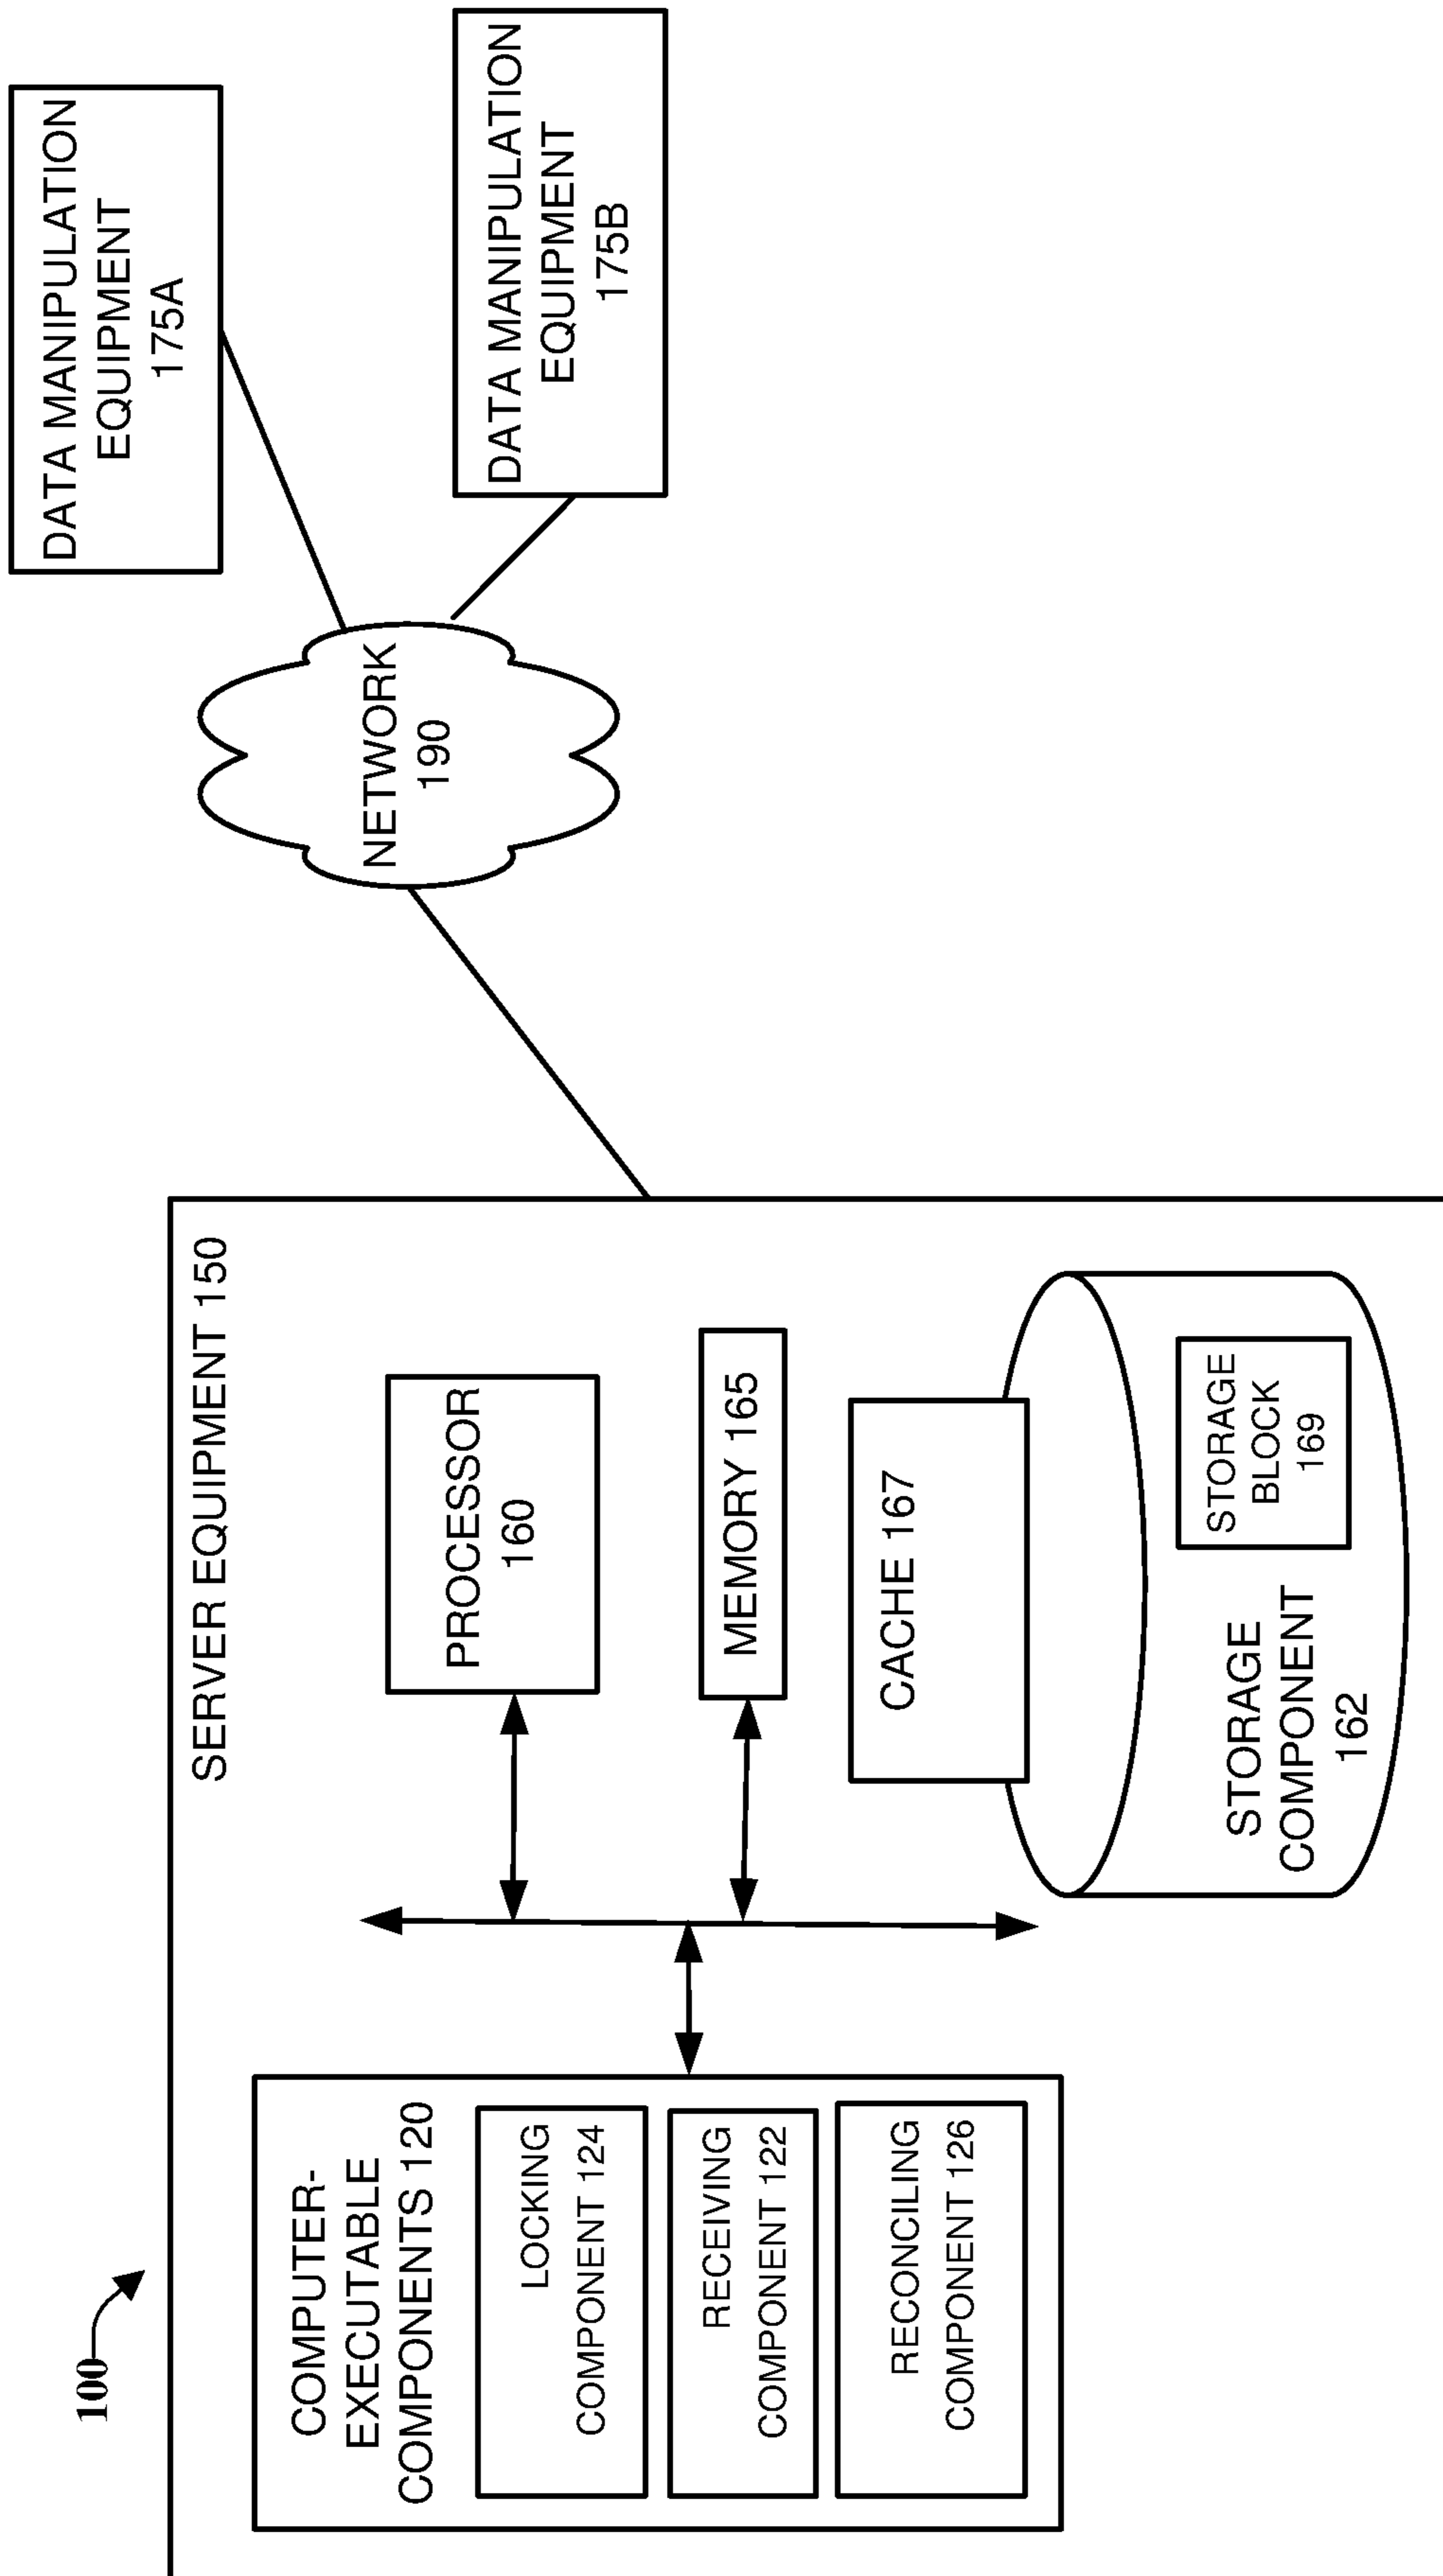 100
SERVER EQUIPMENT 150
COMPUTER-
EXECUTABLE
COMPONENTS 120
LOCKING
COMPONENT 124
RECEIVING
COMPONENT 122
RECONCILING
COMPONENT 126
PROCESSOR
160
MEMORY 165
CACHE 167
STORAGE
COMPONENT
162
STORAGE
BLOCK
169
NETWORK
190
DATA MANIPULATION
EQUIPMENT
175A
DATA MANIPULATION
EQUIPMENT
175B